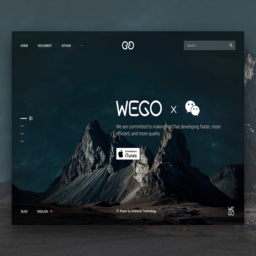 HOME DOCUMENT GITHUB
Search
01
WEGO x
We are committed to making WeChat developing faster, more
efficient, and more quality.
iTunes
BLOG ENGLISH